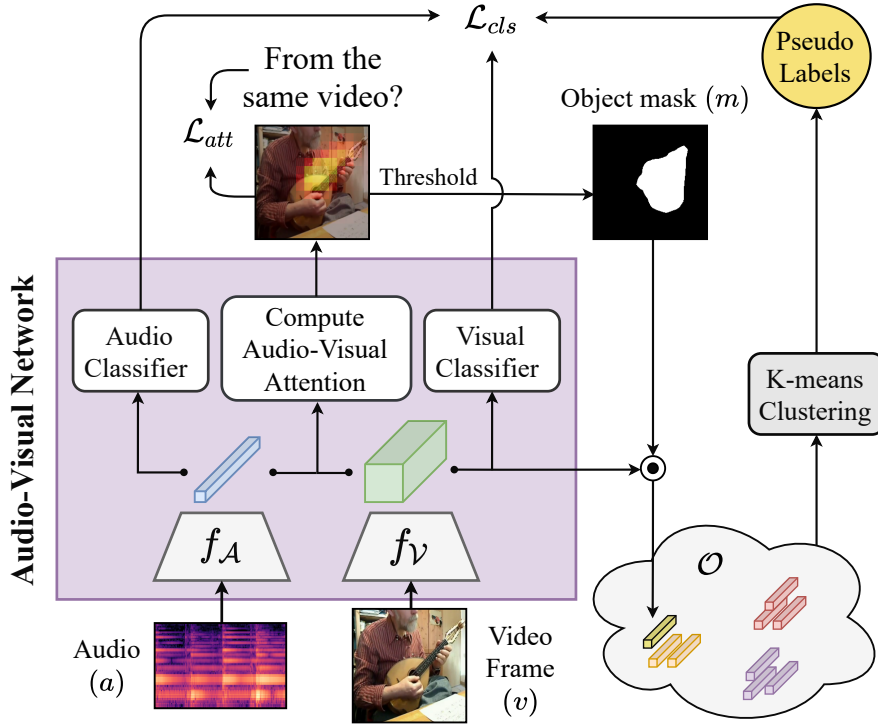 ℒ_cls
Pseudo
Labels
From the
same video?
ℒ_att
Object mask (m)
Threshold
Audio-Visual Network
Audio
Classifier
Compute
Audio-Visual
Attention
Visual
Classifier
K-means
Clustering
f_𝒜
f_𝒱
𝒪
Audio
(a)
Video
Frame
(v)